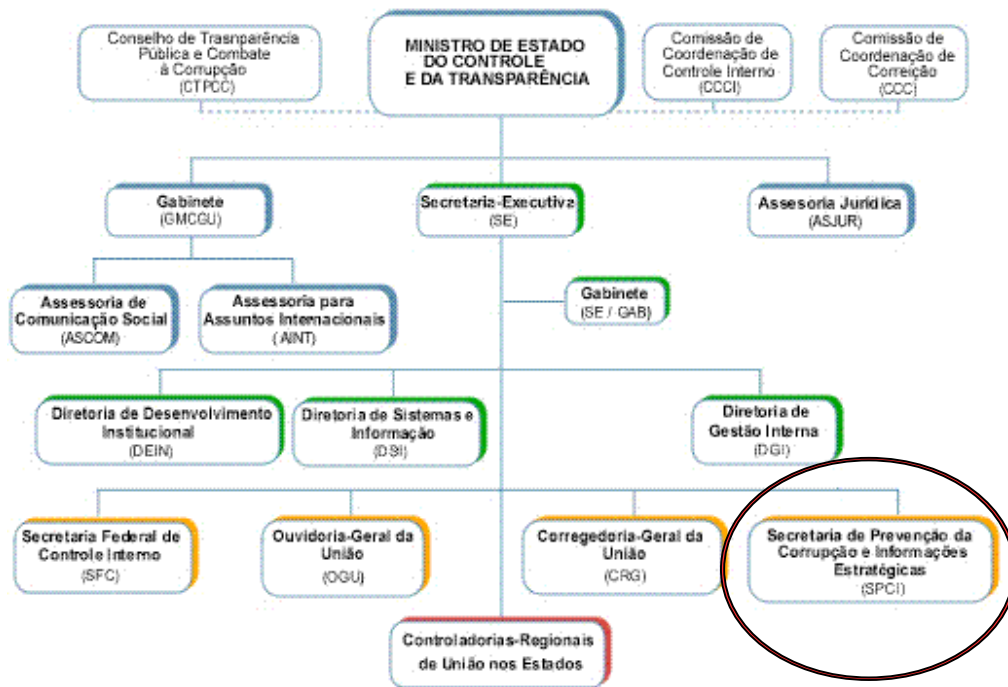 Conselho de Trasnparência
Pública e Combate
à Corrupção
(CTPCC)
MINISTRO DE ESTADO
DO CONTROLE
E DA TRANSPARÊNCIA
Comissão de
Coordenação de
Controle Interno
(CCCI)
Comissão de
Coordenação de
Correição
(CCC)
Gabinete
(GMCGU)
Secretaria-Executiva
(SE)
Assesoria Jurídica
(ASJUR)
Assessoria de
Comunicação Social
(ASCOM)
Assessoria para
Assuntos Internacionais
(AINT)
Gabinete
(SE / GAB)
Diretoria de Desenvolvimento
Institucional
(DEIN)
Diretoria de Sistemas e
Informação
(DSI)
Diretoria de
Gestão Interna
(DGI)
Secretaria Federal de
Controle Interno
(SFC)
Ouvidoria-Geral da
União
(OGU)
Corregedoria-Geral da
União
(CRG)
Secretaria de Prevenção da
Corrupção e Informações
Estratégicas
(SPCI)
Controladorias-Regionais
de União nos Estados